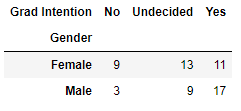 Grad Intention No Undecided Yes
Gender
Female 9 13 11
Male 3 9 17